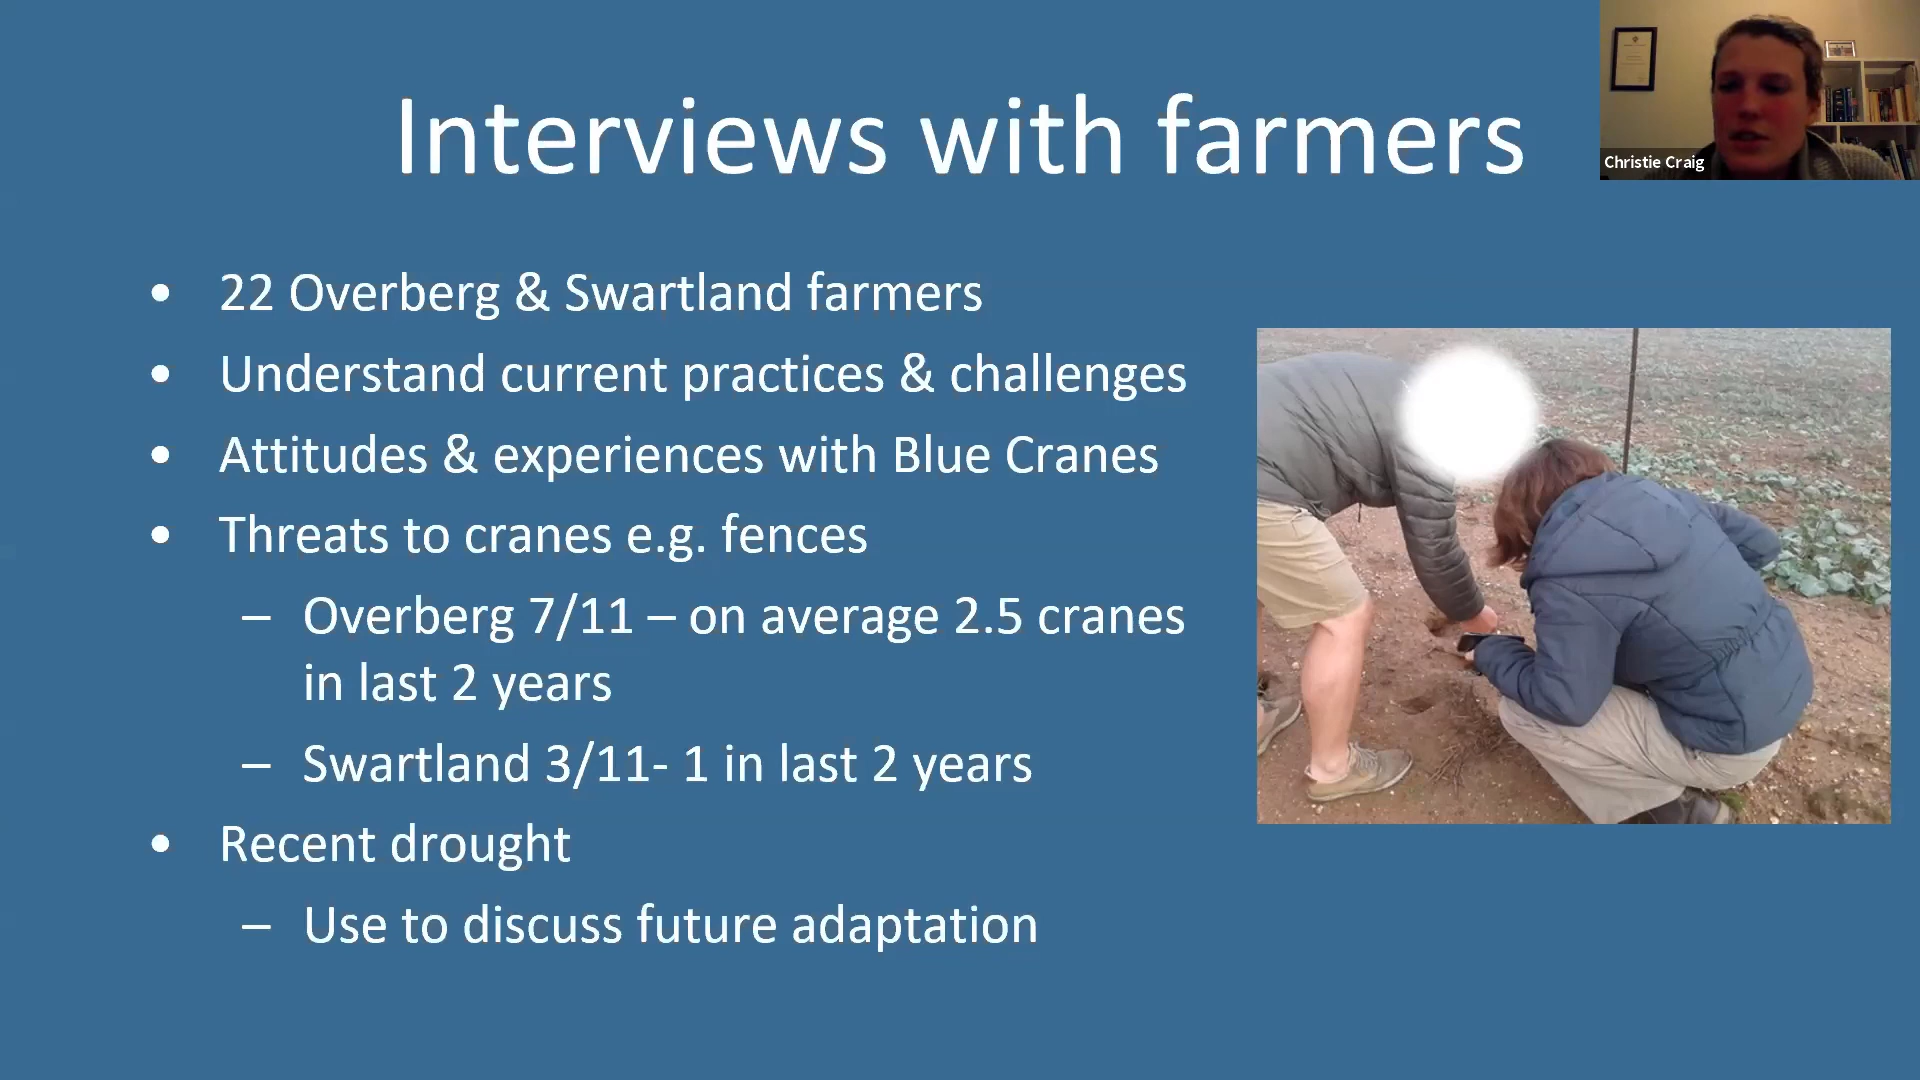 Interviews with farmers
Christie Craig
• 22 Overberg & Swartland farmers
• Understand current practices & challenges
• Attitudes & experiences with Blue Cranes
• Threats to cranes e.g. fences
– Overberg 7/11 – on average 2.5 cranes
in last 2 years
– Swartland 3/11- 1 in last 2 years
• Recent drought
– Use to discuss future adaptation